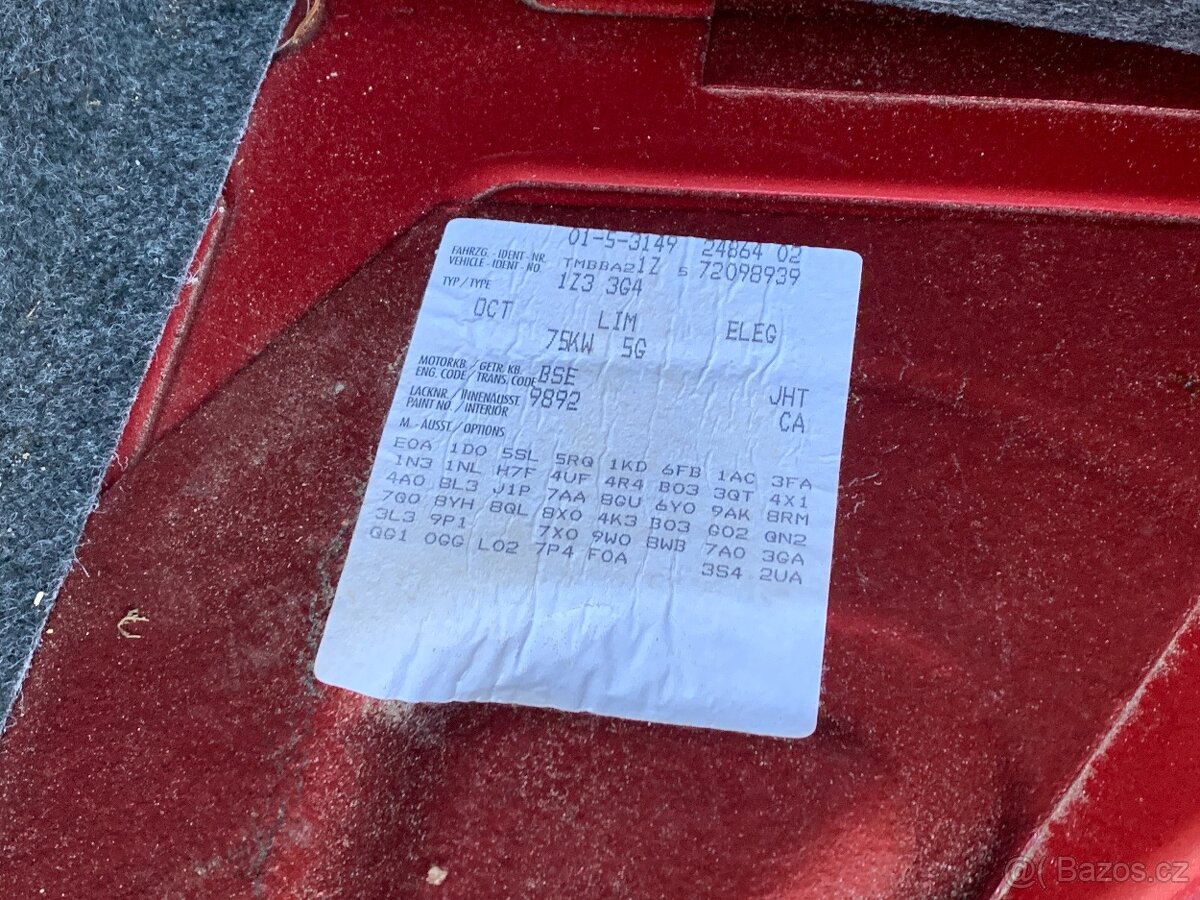 01-5-3149 24864 02
FAHRZG.-IDENT-NR.
VEHICLE-IDENT-NO. TMBBA21Z 5 72098939
TYP/TYPE 1Z3 3G4
OCT LIM ELEG
75KW 5G
MOTORKB./GETR.KB.
ENG. CODE/TRANS.CODE BSE JHT
LACKNR./INNENAUSST
PAINT NO./INTERIOR 9892 CA
M.-AUSST./OPTIONS
E0A 1D0 5SL 5RQ 1KD 6FB 1AC 3FA
1N3 1NL H7F 4UF 4R4 B03 3QT 4X1
4A0 8L3 J1P 7AA 8GU 6Y0 9AK 8RM
7Q0 8YH 8QL 8X0 4K3 B03 G02 QN2
3L3 9P1 7X0 9W0 8WB 7A0 3GA
QG1 0GG L02 7P4 F0A 3S4 2UA
Bazos.cz